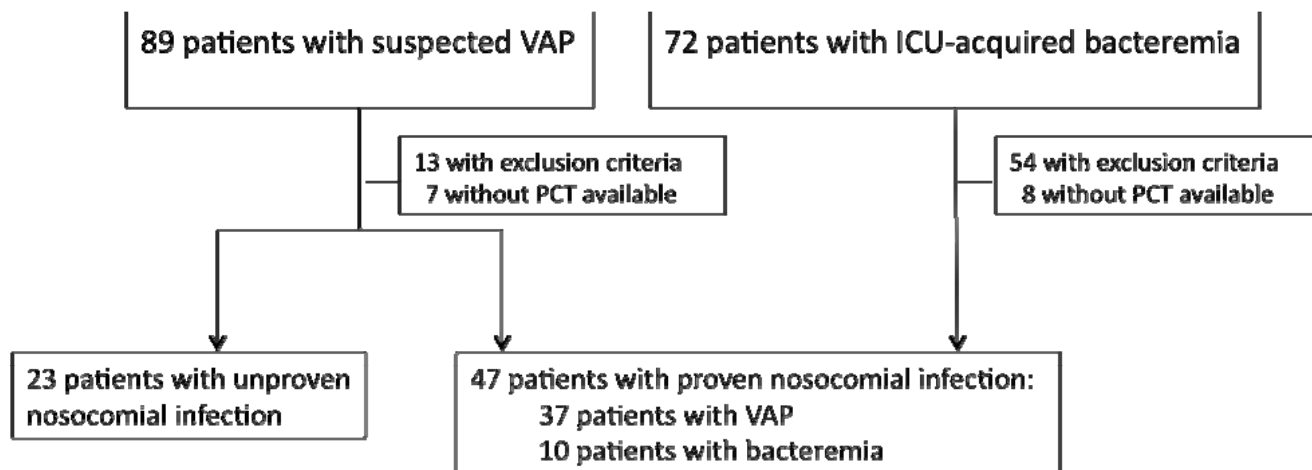 89 patients with suspected VAP
72 patients with ICU-acquired bacteremia
13 with exclusion criteria
7 without PCT available
54 with exclusion criteria
8 without PCT available
23 patients with unproven
nosocomial infection
47 patients with proven nosocomial infection:
37 patients with VAP
10 patients with bacteremia